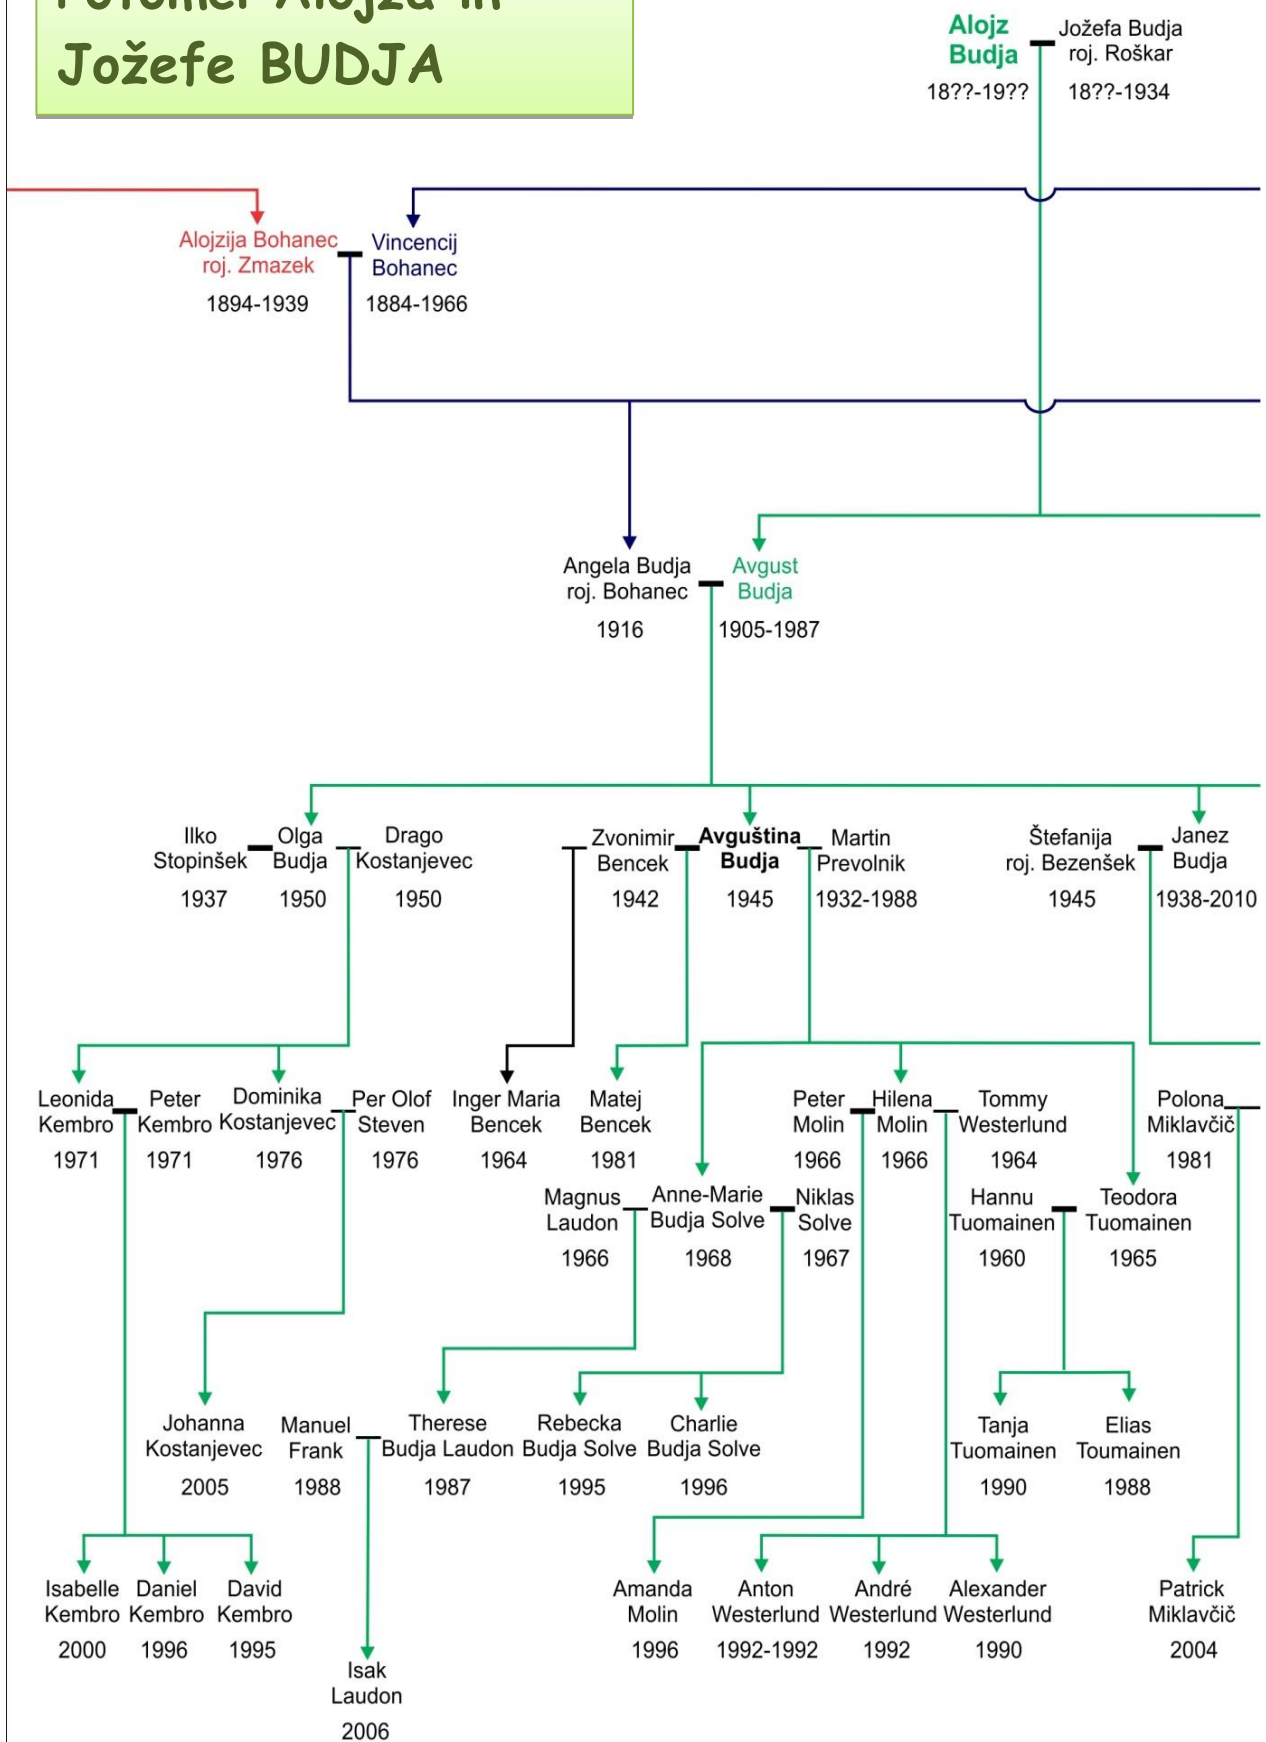 Potomci Alojza in
Jožefe BUDJA
Alojz
Budja
18??-19??
Jožefa Budja
roj. Roškar
18??-1934
Alojzija Bohanec
roj. Zmazek
1894-1939
Vincencij
Bohanec
1884-1966
Angela Budja
roj. Bohanec
1916
Avgust
Budja
1905-1987
Ilko
Stopinšek
1937
Olga
Budja
1950
Drago
Kostanjevec
1950
Zvonimir
Bencek
1942
Avguština
Budja
1945
Martin
Prevolnik
1932-1988
Štefanija
roj. Bezenšek
1945
Janez
Budja
1938-2010
Leonida
Kembro
1971
Peter
Kembro
1971
Dominika
Kostanjevec
1976
Per Olof
Steven
1976
Inger Maria
Bencek
1964
Matej
Bencek
1981
Peter
Molin
1966
Hilena
Molin
1966
Tommy
Westerlund
1964
Polona
Miklavčič
1981
Magnus
Laudon
1966
Anne-Marie
Budja Solve
1968
Niklas
Solve
1967
Hannu
Tuomainen
1960
Teodora
Tuomainen
1965
Johanna
Kostanjevec
2005
Manuel
Frank
1988
Therese
Budja Laudon
1987
Rebecka
Budja Solve
1995
Charlie
Budja Solve
1996
Tanja
Tuomainen
1990
Elias
Toumainen
1988
Isabelle
Kembro
2000
Daniel
Kembro
1996
David
Kembro
1995
Isak
Laudon
2006
Amanda
Molin
1996
Anton
Westerlund
1992-1992
André
Westerlund
1992
Alexander
Westerlund
1990
Patrick
Miklavčič
2004